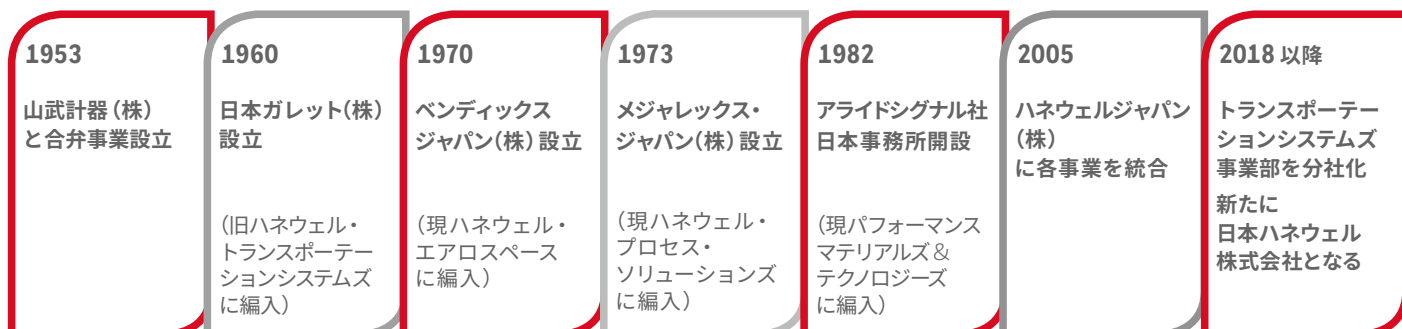 1953
山武計器（株）
と合弁事業設立
1960
日本ガレット（株）
設立
（旧ハネウェル・
トランスポーテー
ションシステムズ
に編入）
1970
ベンディックス
ジャパン（株）設立
（現ハネウェル・
エアロスペース
に編入）
1973
メジャレックス・
ジャパン（株）設立
（現ハネウェル・
プロセス・
ソリューションズ
に編入）
1982
アライドシグナル社
日本事務所開設
（現パフォーマンス
マテリアルズ＆
テクノロジーズ
に編入）
2005
ハネウェルジャパン
（株）
に各事業を統合
2018 以降
トランスポーテー
ションシステムズ
事業部を分社化
新たに
日本ハネウェル
株式会社となる